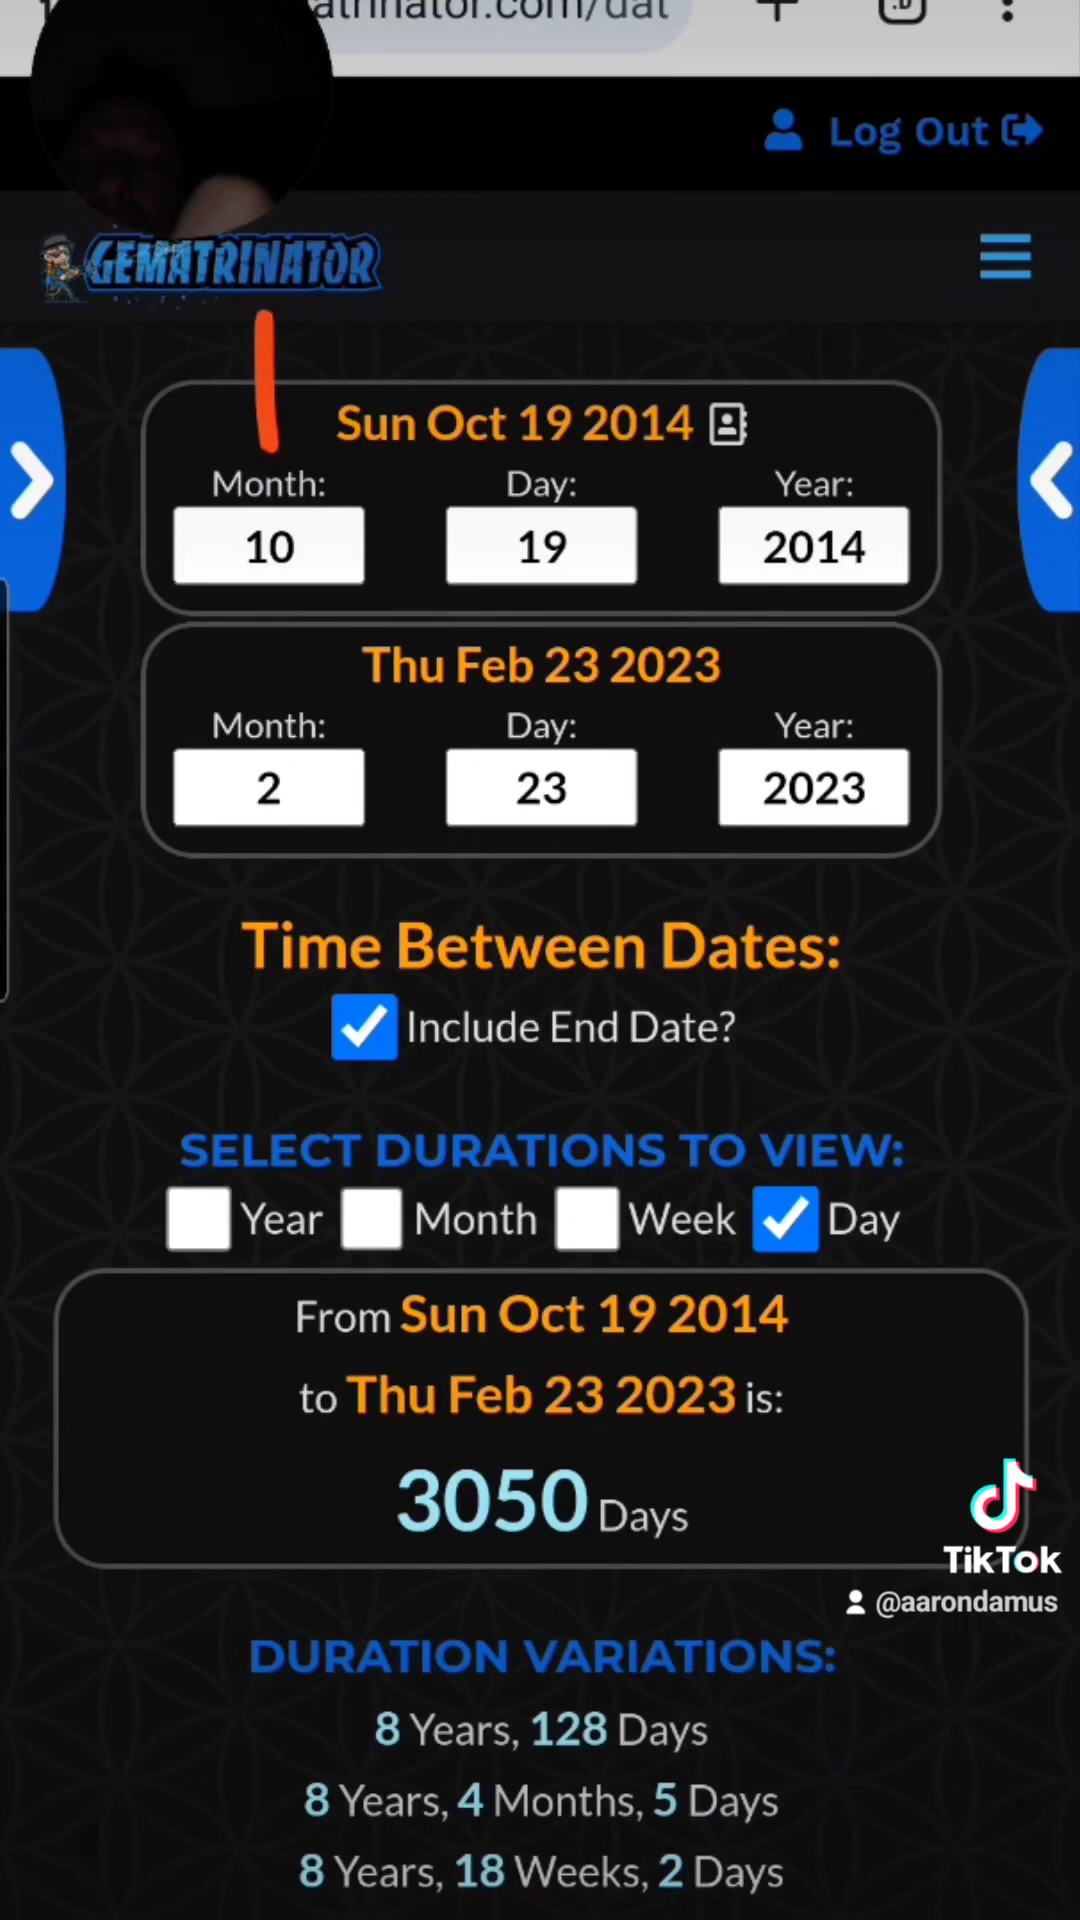 atrinator.com/dat
:D
Log Out
GEMATRINATOR
Sun Oct 19 2014
Month: Day: Year:
10 19 2014
Thu Feb 23 2023
Month: Day: Year:
2 23 2023
Time Between Dates:
Include End Date?
SELECT DURATIONS TO VIEW:
Year Month Week Day
From Sun Oct 19 2014
to Thu Feb 23 2023 is:
3050 Days
TikTok
@aarondamus
DURATION VARIATIONS:
8 Years, 128 Days
8 Years, 4 Months, 5 Days
8 Years, 18 Weeks, 2 Days